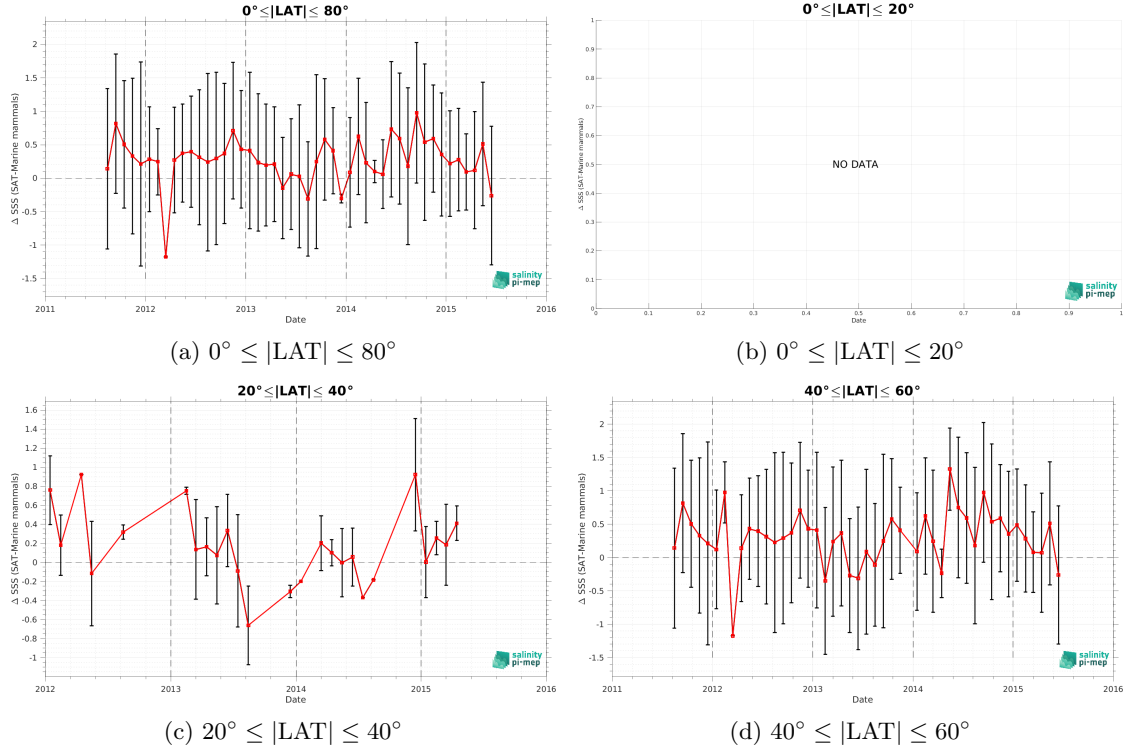 0°≤|LAT|≤ 80°
Δ SSS (SAT-Marine mammals)
2
1.5
1
0.5
0
-0.5
-1
-1.5
2011 2012 2013 2014 2015 2016
Date
salinity
pi-mep
(a) 0° ≤ |LAT| ≤ 80°
0°≤|LAT|≤ 20°
Δ SSS (SAT-Marine mammals)
1
0.9
0.8
0.7
0.6
0.5
0.4
0.3
0.2
0.1
0
NO DATA
0 0.1 0.2 0.3 0.4 0.5 0.6 0.7 0.8 0.9 1
Date
salinity
pi-mep
(b) 0° ≤ |LAT| ≤ 20°
20°≤|LAT|≤ 40°
Δ SSS (SAT-Marine mammals)
1.6
1.4
1.2
1
0.8
0.6
0.4
0.2
0
-0.2
-0.4
-0.6
-0.8
-1
2012 2013 2014 2015 2016
Date
salinity
pi-mep
(c) 20° ≤ |LAT| ≤ 40°
40°≤|LAT|≤ 60°
Δ SSS (SAT-Marine mammals)
2
1.5
1
0.5
0
-0.5
-1
-1.5
2011 2012 2013 2014 2015 2016
Date
salinity
pi-mep
(d) 40° ≤ |LAT| ≤ 60°